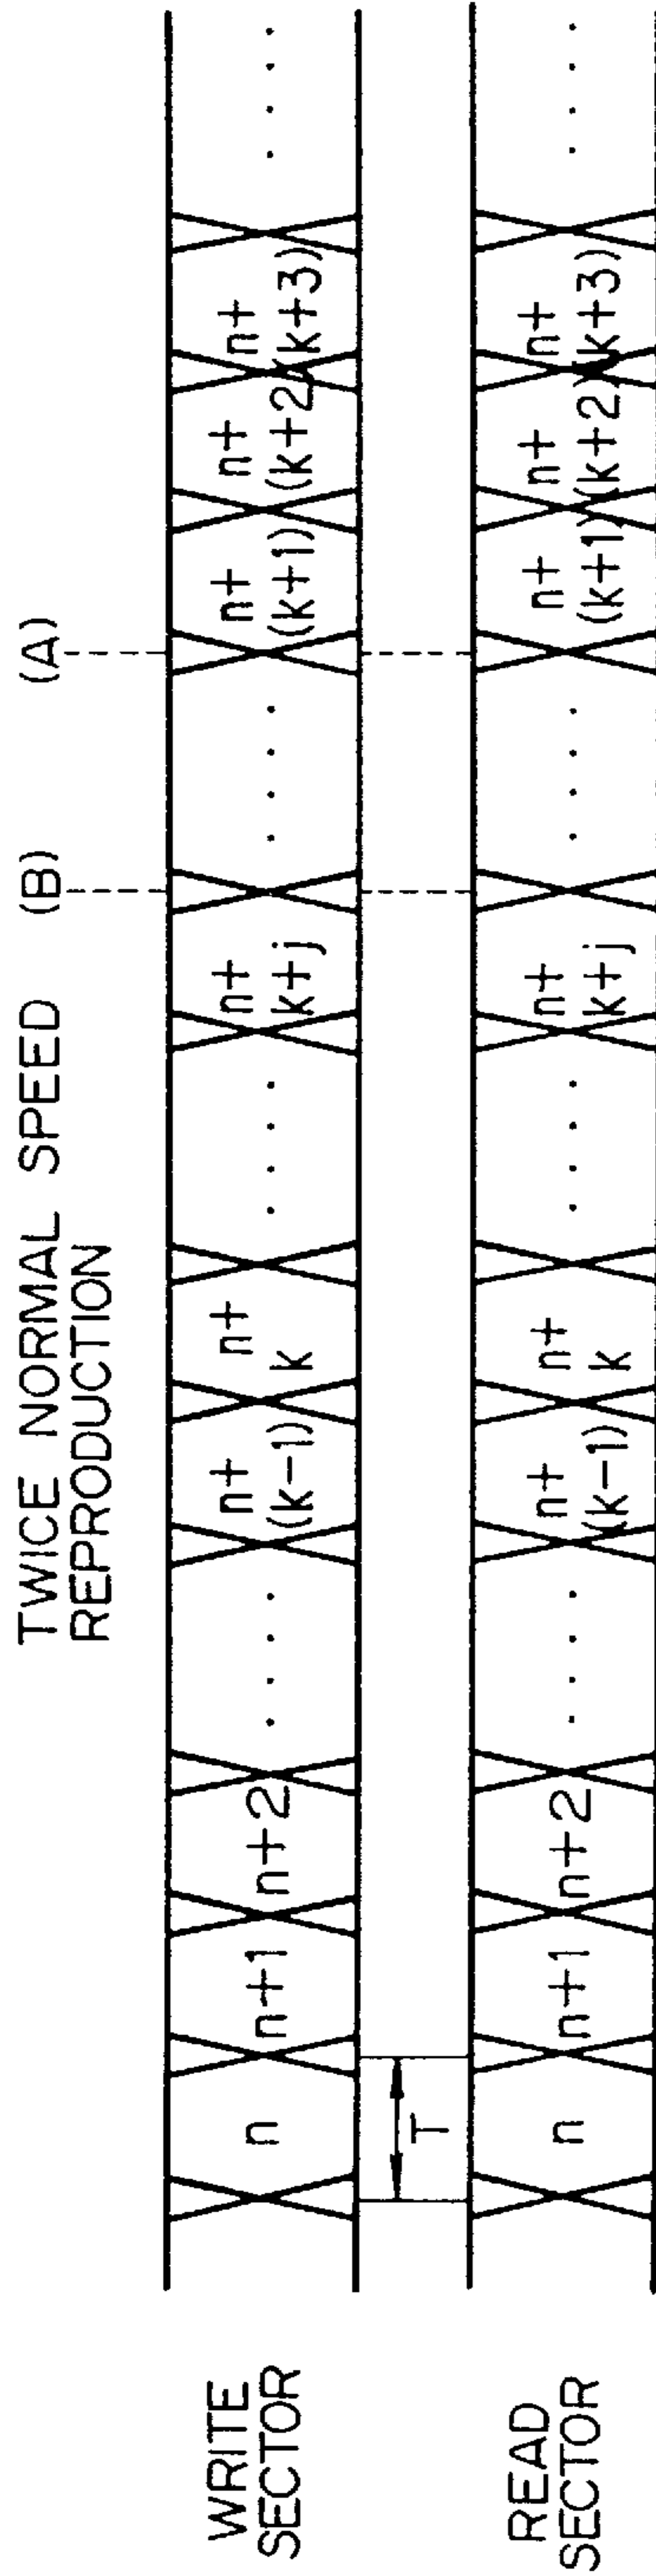 TWICE NORMAL SPEED
REPRODUCTION
(B)
(A)
WRITE
SECTOR
n
n+1
n+2
. . . .
n+
(k-1)
n+
k
. . . .
n+
k+j
. . . .
n+
(k+1)
n+
(k+2)
n+
(k+3)
. . . .
T
READ
SECTOR
n
n+1
n+2
. . . .
n+
(k-1)
n+
k
. . . .
n+
k+j
. . . .
n+
(k+1)
n+
(k+2)
n+
(k+3)
. . . .